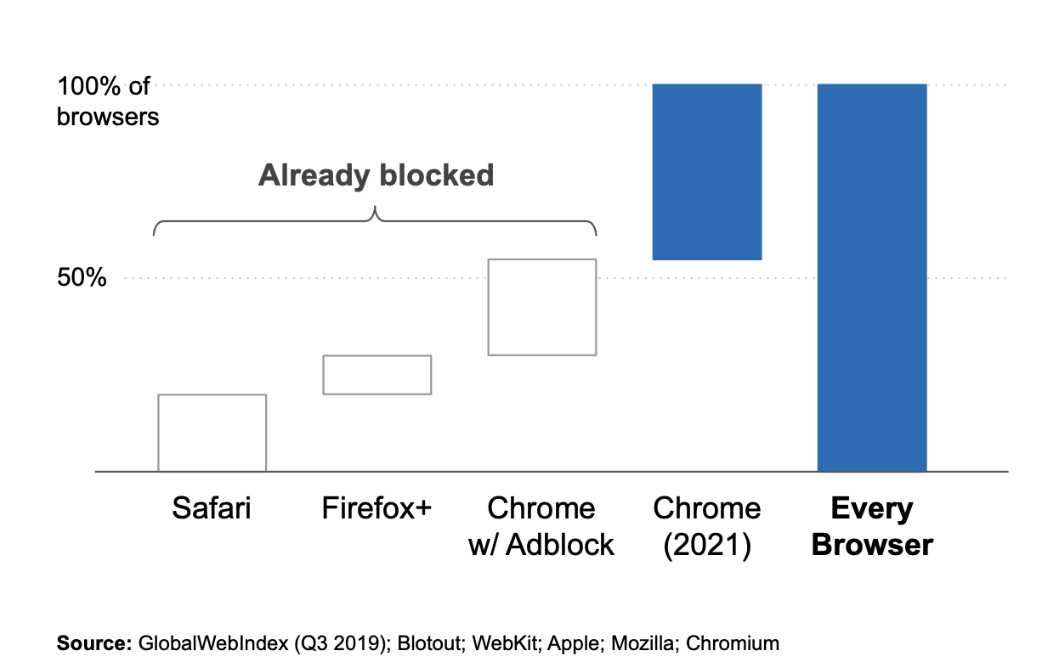 100% of
browsers
Already blocked
50%
Safari
Firefox+
Chrome
w/ Adblock
Chrome
(2021)
Every
Browser
Source: GlobalWebIndex (Q3 2019); Blotout; WebKit; Apple; Mozilla; Chromium